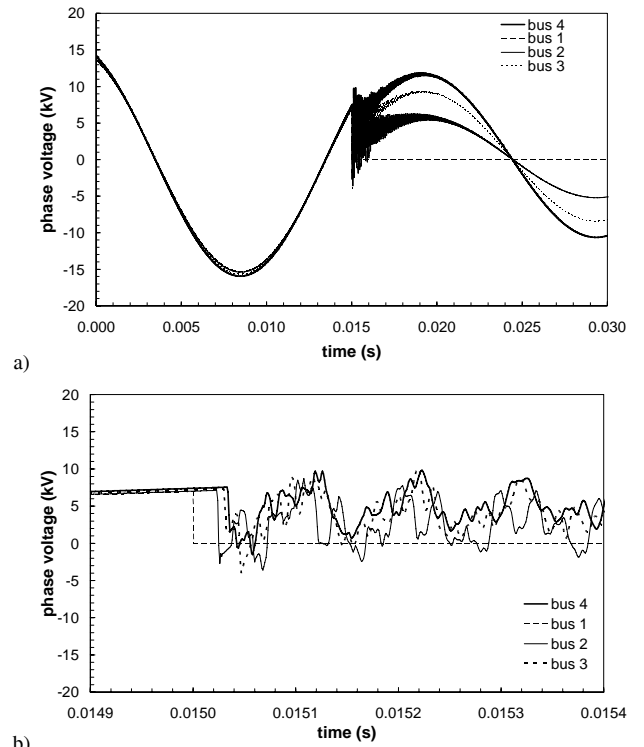 20
15
10
5
0
-5
-10
-15
-20
phase voltage (kV)
bus 4
bus 1
bus 2
bus 3
0.000 0.005 0.010 0.015 0.020 0.025 0.030
time (s)
a)
20
15
10
5
0
-5
-10
-15
-20
phase voltage (kV)
bus 4
bus 1
bus 2
bus 3
0.0149 0.0150 0.0151 0.0152 0.0153 0.0154
time (s)
b)